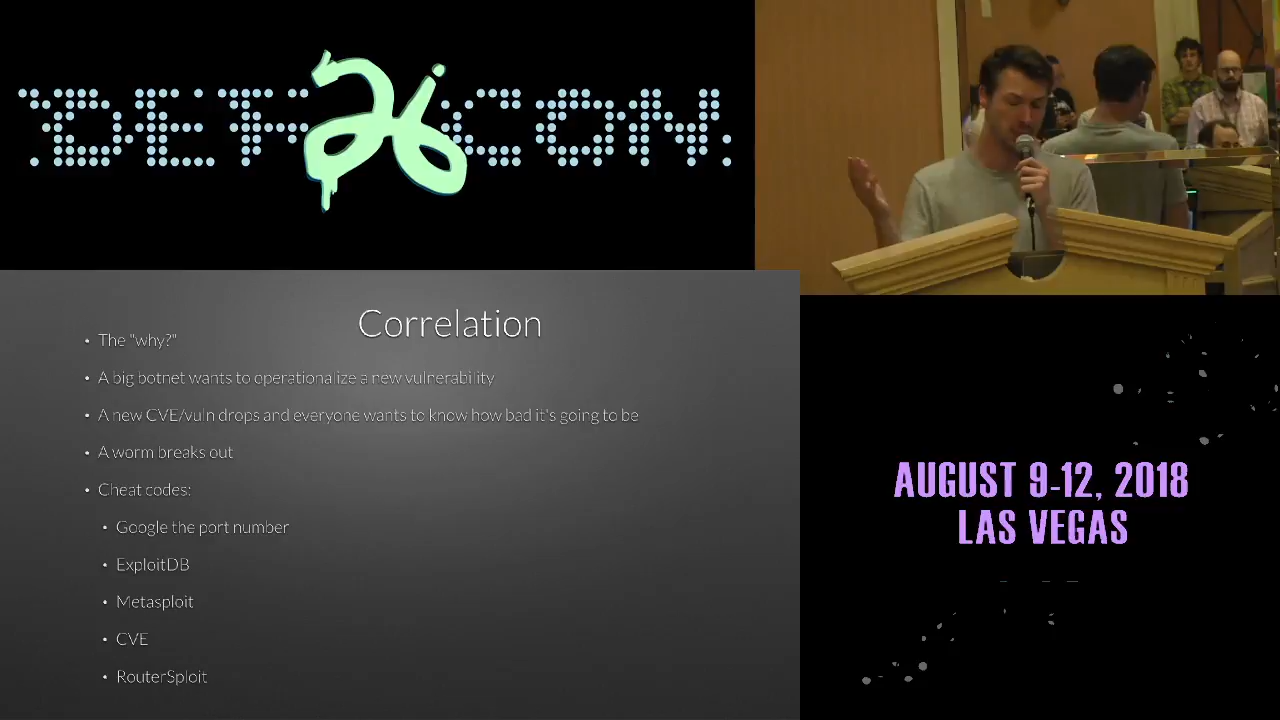 DEF 26 CON
Correlation
The "why?"
A big botnet wants to operationalize a new vulnerability
A new CVE/vuln drops and everyone wants to know how bad it's going to be
A worm breaks out
Cheat codes:
Google the port number
ExploitDB
Metasploit
CVE
RouterSploit
AUGUST 9-12, 2018
LAS VEGAS